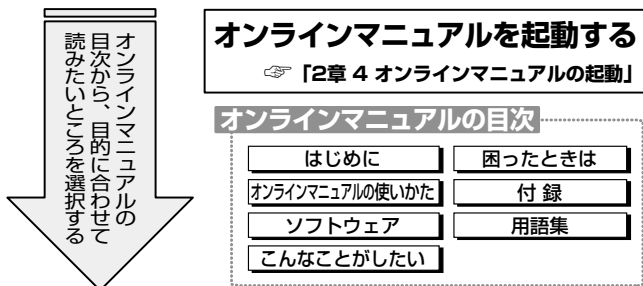 オンラインマニュアルの
目次から、目的に合わせて
読みたいところを選択する
オンラインマニュアルを起動する
☞「2章 4 オンラインマニュアルの起動」
オンラインマニュアルの目次
はじめに
オンラインマニュアルの使いかた
ソフトウェア
こんなことがしたい
困ったときは
付 録
用語集